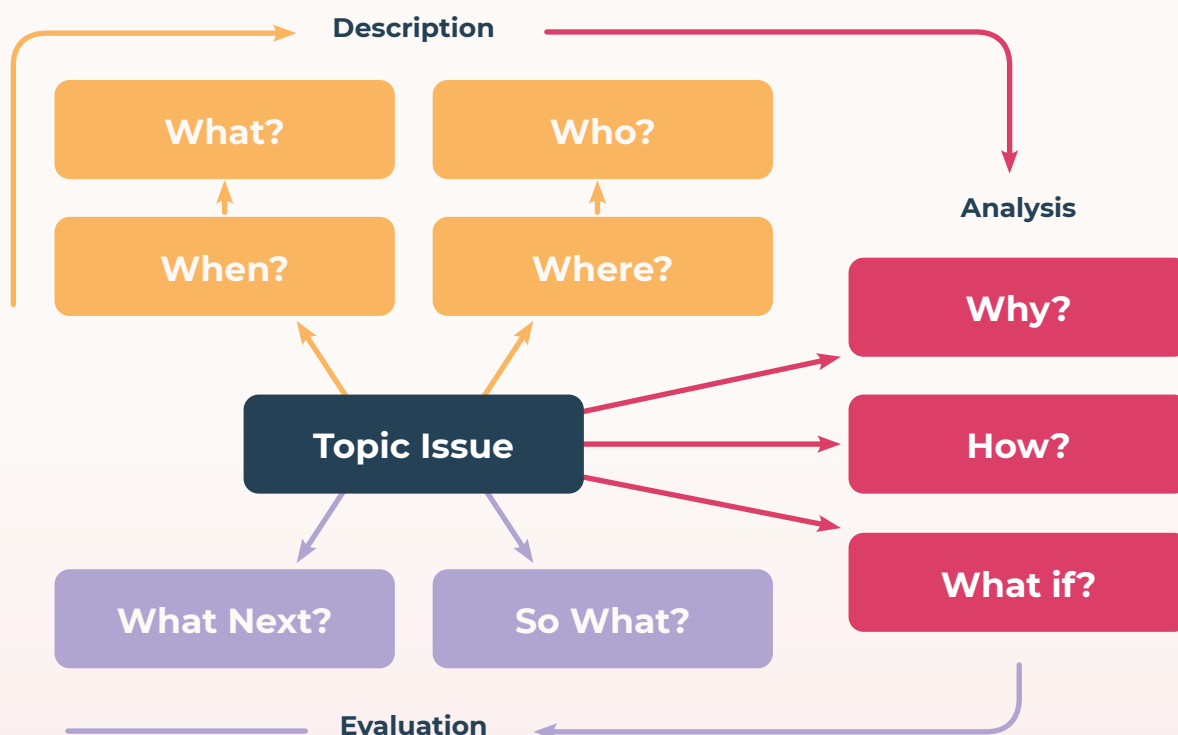 Description
What?
Who?
When?
Where?
Analysis
Why?
Topic Issue
How?
What if?
What Next?
So What?
Evaluation